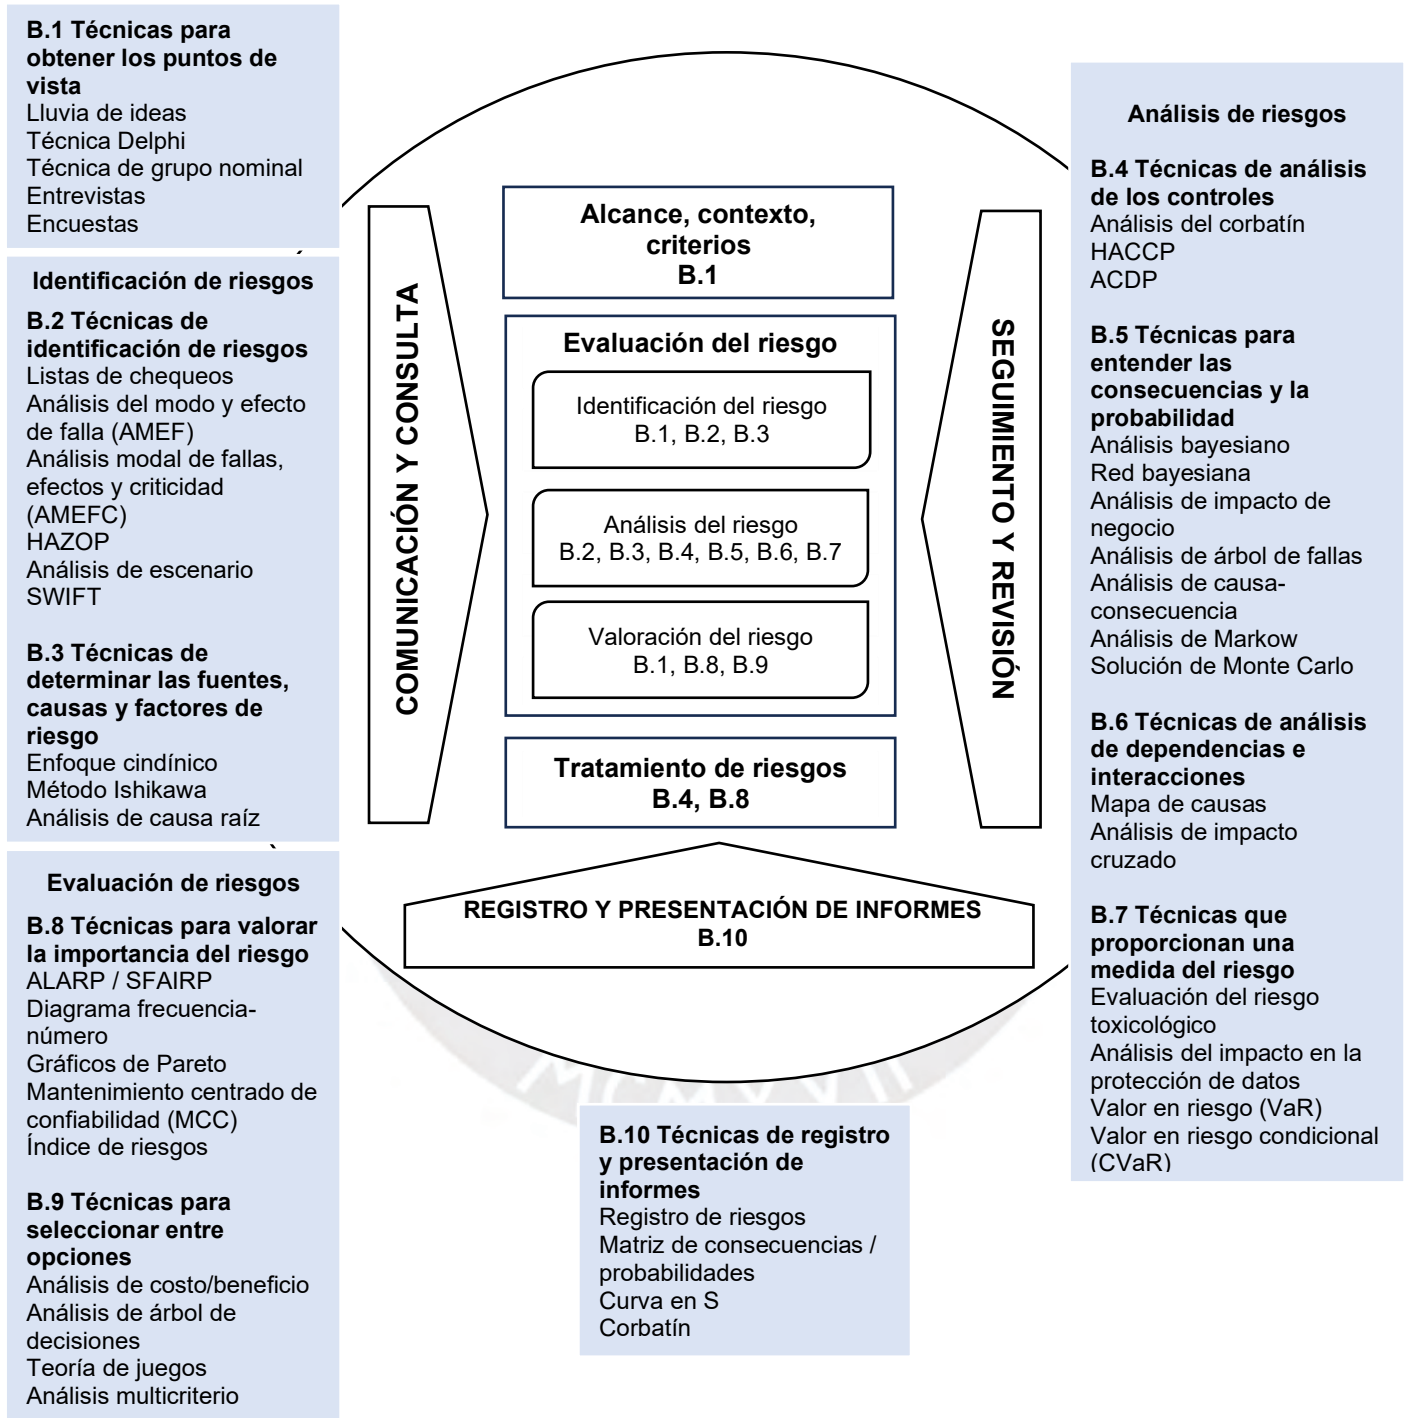 B.1 Técnicas para
obtener los puntos de
vista
Lluvia de ideas
Técnica Delphi
Técnica de grupo nominal
Entrevistas
Encuestas
Identificación de riesgos
B.2 Técnicas de
identificación de riesgos
Listas de chequeos
Análisis del modo y efecto
de falla (AMEF)
Análisis modal de fallas,
efectos y criticidad
(AMEFC)
HAZOP
Análisis de escenario
SWIFT
B.3 Técnicas de
determinar las fuentes,
causas y factores de
riesgo
Enfoque cindínico
Método Ishikawa
Análisis de causa raíz
Evaluación de riesgos
B.8 Técnicas para valorar
la importancia del riesgo
ALARP / SFAIRP
Diagrama frecuencia-
número
Gráficos de Pareto
Mantenimiento centrado de
confiabilidad (MCC)
Índice de riesgos
B.9 Técnicas para
seleccionar entre
opciones
Análisis de costo/beneficio
Análisis de árbol de
decisiones
Teoría de juegos
Análisis multicriterio
COMUNICACIÓN Y CONSULTA
Alcance, contexto,
criterios
B.1
Evaluación del riesgo
Identificación del riesgo
B.1, B.2, B.3
Análisis del riesgo
B.2, B.3, B.4, B.5, B.6, B.7
Valoración del riesgo
B.1, B.8, B.9
Tratamiento de riesgos
B.4, B.8
SEGUIMIENTO Y REVISIÓN
REGISTRO Y PRESENTACIÓN DE INFORMES
B.10
MCMXVII
B.10 Técnicas de registro
y presentación de
informes
Registro de riesgos
Matriz de consecuencias /
probabilidades
Curva en S
Corbatín
Análisis de riesgos
B.4 Técnicas de análisis
de los controles
Análisis del corbatín
HACCP
ACDP
B.5 Técnicas para
entender las
consecuencias y la
probabilidad
Análisis bayesiano
Red bayesiana
Análisis de impacto de
negocio
Análisis de árbol de fallas
Análisis de causa-
consecuencia
Análisis de Markow
Solución de Monte Carlo
B.6 Técnicas de análisis
de dependencias e
interacciones
Mapa de causas
Análisis de impacto
cruzado
B.7 Técnicas que
proporcionan una
medida del riesgo
Evaluación del riesgo
toxicológico
Análisis del impacto en la
protección de datos
Valor en riesgo (VaR)
Valor en riesgo condicional
(CVaR)